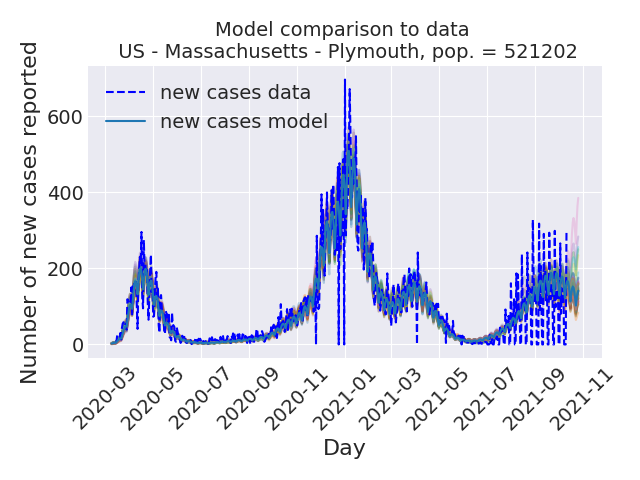 Model comparison to data
US - Massachusetts - Plymouth, pop. = 521202
Number of new cases reported
600
400
200
0
new cases data
new cases model
2020-03
2020-05
2020-07
2020-09
2020-11
2021-01
2021-03
2021-05
2021-07
2021-09
2021-11
Day